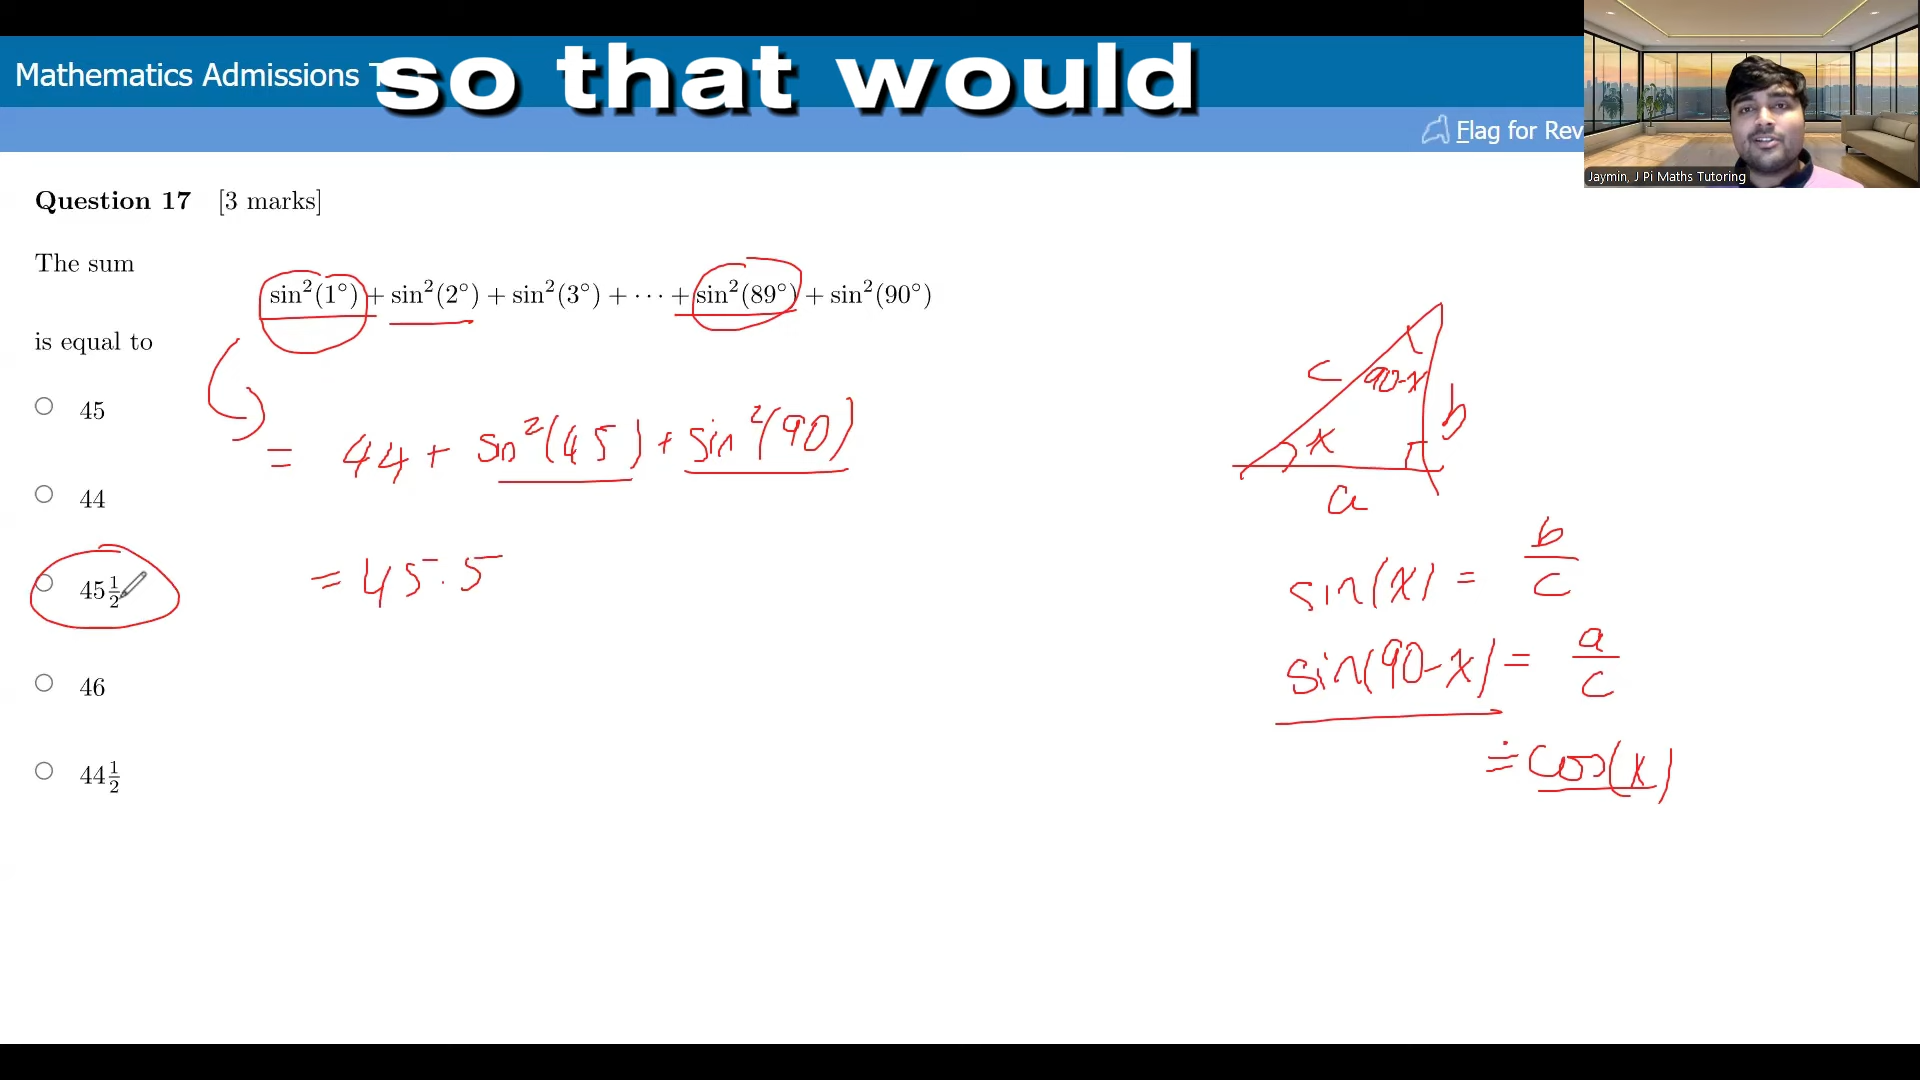 Mathematics Admissions T
so that would
Flag for Rev
Jaymin, J Pi Maths Tutoring
Question 17 [3 marks]
The sum
sin²(1°) + sin²(2°) + sin²(3°) + ··· + sin²(89°) + sin²(90°)
is equal to
45
= 44 + sin²(45) + sin²(90)
44
45½
= 45.5
46
44½
c
90-x
b
x
a
sin(x) = b/c
sin(90-x) = a/c
= cos(x)